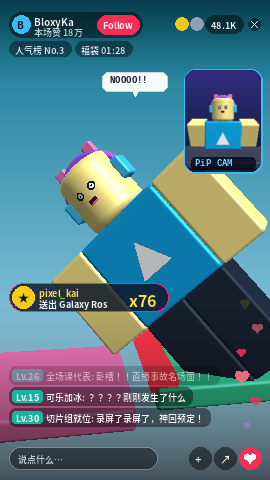 B
BloxyKa
本场赞 18万
Follow
48.1K
人气榜 No.3
福袋 01:28
NOOOO!!
PiP CAM
pixel_kai
送出 Galaxy Ros
x76
Lv.26 全场课代表: 卧槽！！直播事故名场面！！
Lv.15 可乐加冰: ？？？？刚刚发生了什么
Lv.30 切片组就位: 录屏了录屏了，神回预定！
说点什么…